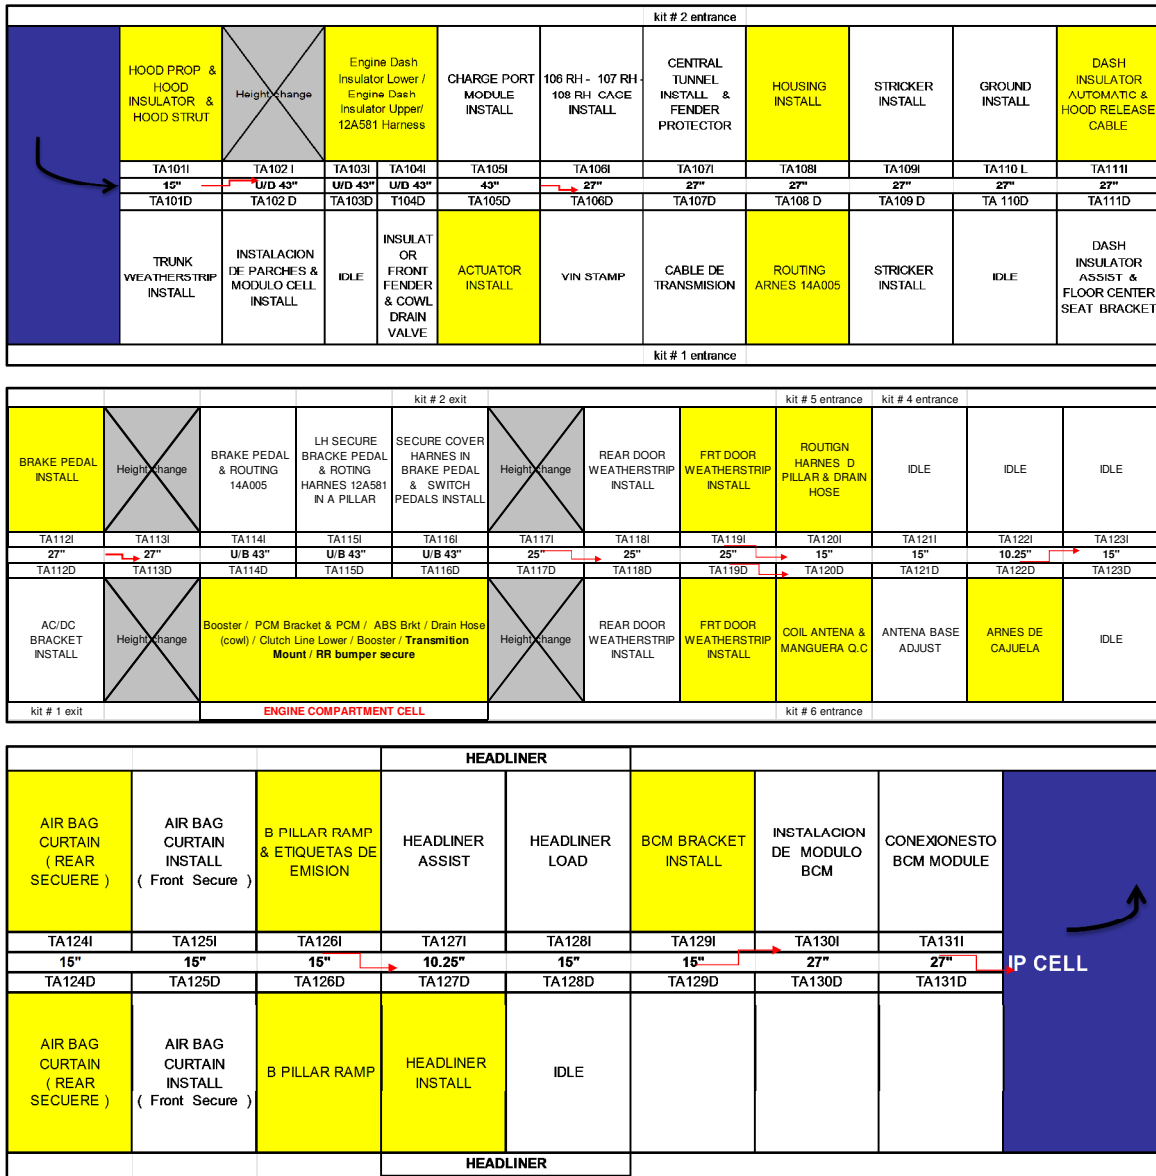 kit # 2 entrance
HOOD PROP &
HOOD
INSULATOR &
HOOD STRUT
Height change
Engine Dash
Insulator Lower /
Engine Dash
Insulator Upper/
12A581 Harness
CHARGE PORT
MODULE
INSTALL
106 RH - 107 RH -
108 RH CAGE
INSTALL
CENTRAL
TUNNEL
INSTALL &
FENDER
PROTECTOR
HOUSING
INSTALL
STRICKER
INSTALL
GROUND
INSTALL
DASH
INSULATOR
AUTOMATIC &
HOOD RELEASE
CABLE
TA101I TA102 I TA103I TA104I TA105I TA106I TA107I TA108I TA109I TA110 L TA111I
15" U/D 43" U/D 43" U/D 43" 43" 27" 27" 27" 27" 27" 27"
TA101D TA102 D TA103D T104D TA105D TA106D TA107D TA108 D TA109 D TA 110D TA111D
TRUNK
WEATHERSTRIP
INSTALL
INSTALACION
DE PARCHES &
MODULO CELL
INSTALL
IDLE
INSULAT
OR
FRONT
FENDER
& COWL
DRAIN
VALVE
ACTUATOR
INSTALL
VIN STAMP
CABLE DE
TRANSMISION
ROUTING
ARNES 14A005
STRICKER
INSTALL
IDLE
DASH
INSULATOR
ASSIST &
FLOOR CENTER
SEAT BRACKET
kit # 1 entrance
kit # 2 exit kit # 5 entrance kit # 4 entrance
BRAKE PEDAL
INSTALL
Height change
BRAKE PEDAL
& ROUTING
14A005
LH SECURE
BRACKE PEDAL
& ROTING
HARNES 12A581
IN A PILLAR
SECURE COVER
HARNES IN
BRAKE PEDAL
& SWITCH
PEDALS INSTALL
Height change
REAR DOOR
WEATHERSTRIP
INSTALL
FRT DOOR
WEATHERSTRIP
INSTALL
ROUTIGN
HARNES D
PILLAR & DRAIN
HOSE
IDLE
IDLE
IDLE
TA112I TA113I TA114I TA115I TA116I TA117I TA118I TA119I TA120I TA121I TA122I TA123I
27" 27" U/B 43" U/B 43" U/B 43" 25" 25" 25" 15" 15" 10.25" 15"
TA112D TA113D TA114D TA115D TA116D TA117D TA118D TA119D TA120D TA121D TA122D TA123D
AC/DC
BRACKET
INSTALL
Height change
Booster / PCM Bracket & PCM / ABS Brkt / Drain Hose
(cowl) / Clutch Line Lower / Booster / Transmition
Mount / RR bumper secure
Height change
REAR DOOR
WEATHERSTRIP
INSTALL
FRT DOOR
WEATHERSTRIP
INSTALL
COIL ANTENA &
MANGUERA Q.C
ANTENA BASE
ADJUST
ARNES DE
CAJUELA
IDLE
kit # 1 exit ENGINE COMPARTMENT CELL kit # 6 entrance
HEADLINER
AIR BAG
CURTAIN
( REAR
SECUERE )
AIR BAG
CURTAIN
INSTALL
( Front Secure )
B PILLAR RAMP
& ETIQUETAS DE
EMISION
HEADLINER
ASSIST
HEADLINER
LOAD
BCM BRACKET
INSTALL
INSTALACION
DE MODULO
BCM
CONEXIONESTO
BCM MODULE
TA124I TA125I TA126I TA127I TA128I TA129I TA130I TA131I
15" 15" 15" 10.25" 15" 15" 27" 27" IP CELL
TA124D TA125D TA126D TA127D TA128D TA129D TA130D TA131D
AIR BAG
CURTAIN
( REAR
SECUERE )
AIR BAG
CURTAIN
INSTALL
( Front Secure )
B PILLAR RAMP
HEADLINER
INSTALL
IDLE
HEADLINER